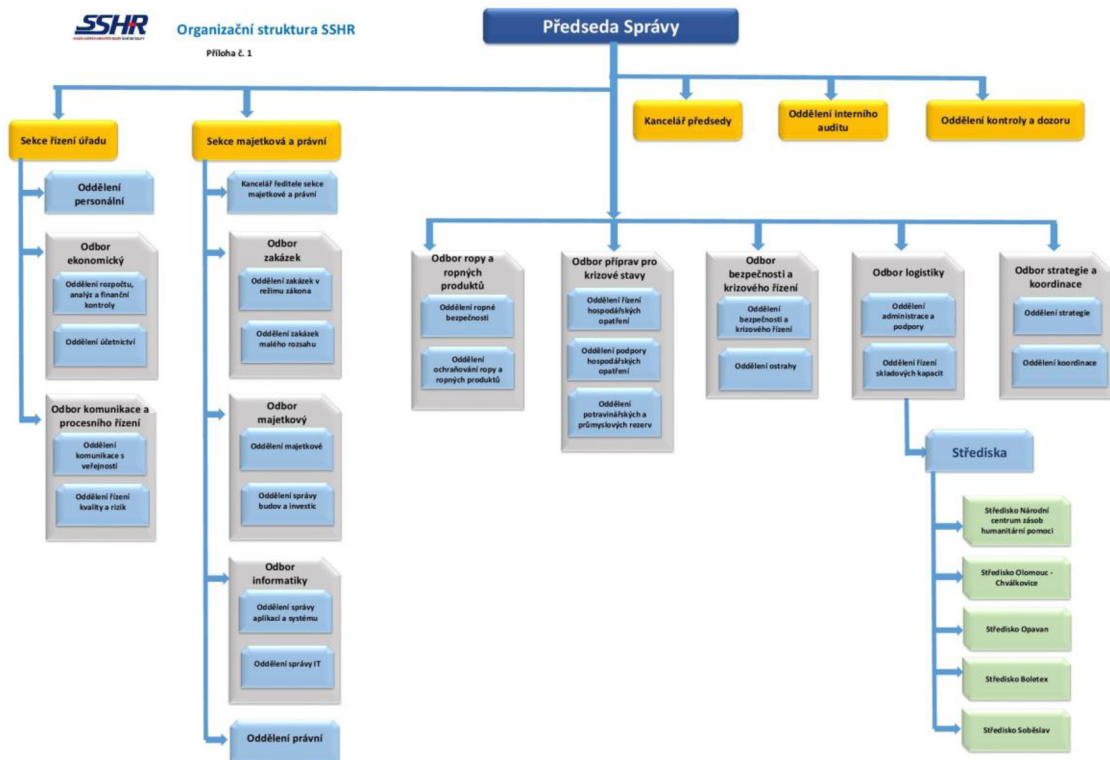 SSHR
Organizační struktura SSHR
Příloha č. 1
Předseda Správy
Kancelář předsedy
Oddělení interního
auditu
Oddělení kontroly a dozoru
Sekce řízení úřadu
Sekce majetková a právní
Oddělení
personální
Odbor
ekonomický
Oddělení rozpočtu,
analýz a finanční
kontroly
Oddělení účetnictví
Odbor komunikace a
procesního řízení
Oddělení
komunikace s
veřejností
Oddělení řízení
kvality a rizik
Kancelář ředitele sekce
majetkové a právní
Odbor
zakázek
Oddělení zakázek v
režimu zákona
Oddělení zakázek
malého rozsahu
Odbor
majetkový
Oddělení majetkové
Oddělení správy
budov a investic
Odbor
informatiky
Oddělení správy
aplikací a systému
Oddělení správy IT
Oddělení právní
Odbor ropy a
ropných
produktů
Oddělení ropné
bezpečnosti
Oddělení
ochraňování ropy a
ropných produktů
Odbor příprav pro
krizové stavy
Oddělení řízení
hospodářských
opatření
Oddělení podpory
hospodářských
opatření
Oddělení
potravinářských a
průmyslových rezerv
Odbor
bezpečnosti a
krizového řízení
Oddělení
bezpečnosti a
krizového řízení
Oddělení ostrahy
Odbor logistiky
Oddělení
administrace a
podpory
Oddělení řízení
skladových kapacit
Odbor strategie a
koordinace
Oddělení strategie
Oddělení koordinace
Střediska
Středisko Národní
centrum zásob
humanitární pomoci
Středisko Olomouc -
Chválkovice
Středisko Opavan
Středisko Boletex
Středisko Soběslav